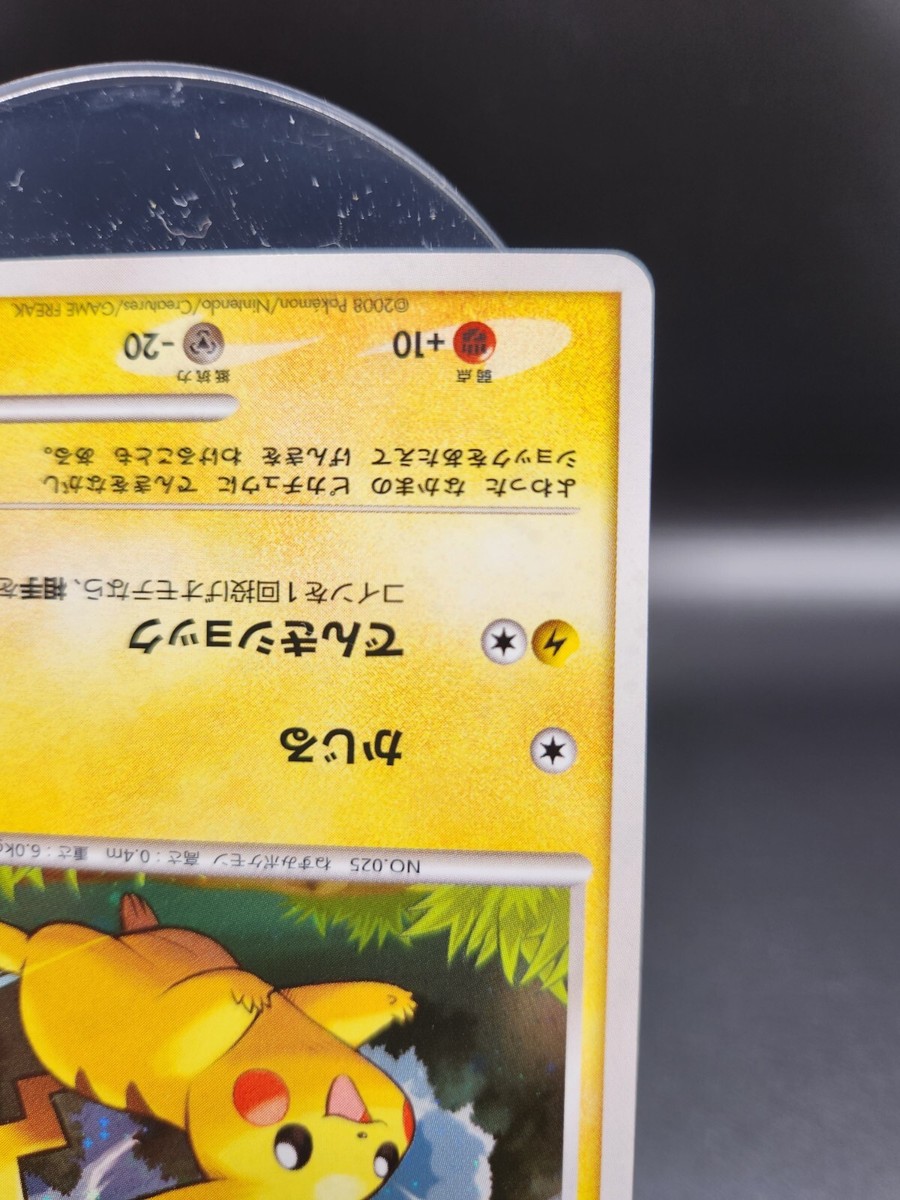 NO.025 ねずみポケモン 高さ：0.4m 重さ：6.0k
かじる
でんきショック
コインを1回投げオモテなら、相手を
よわった なかまの ピカチュウに でんきをながし
ショックをあたえて げんきを わけることも ある。
弱点 抵抗力
+10 -20
©2008 Pokémon/Nintendo/Creatures/GAME FREAK